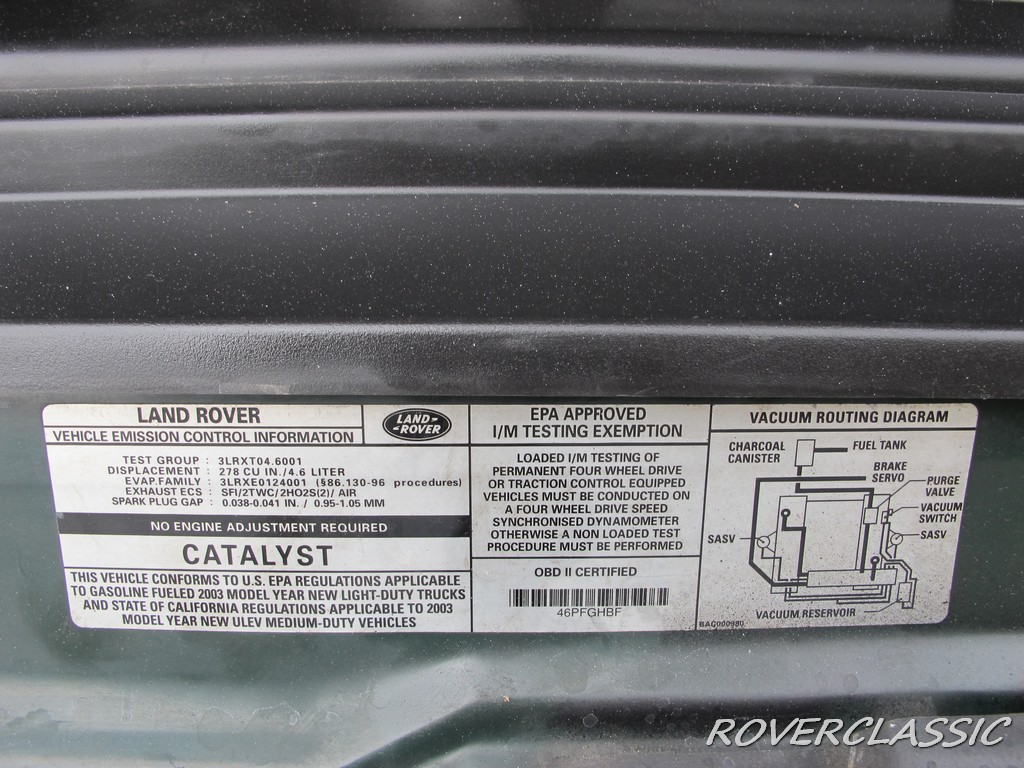 LAND ROVER
VEHICLE EMISSION CONTROL INFORMATION
LAND-
-ROVER
TEST GROUP : 3LRXT04.6001
DISPLACEMENT : 278 CU IN/4.6 LITER
EVAP.FAMILY : 3LRXE0124001 (586.130-96 procedures)
EXHAUST ECS : SFI/2TWC/2HO2S(2)/ AIR
SPARK PLUG GAP : 0.038-0.041 IN. / 0.95-1.05 MM
NO ENGINE ADJUSTMENT REQUIRED
CATALYST
THIS VEHICLE CONFORMS TO U.S. EPA REGULATIONS APPLICABLE
TO GASOLINE FUELED 2003 MODEL YEAR NEW LIGHT-DUTY TRUCKS
AND STATE OF CALIFORNIA REGULATIONS APPLICABLE TO 2003
MODEL YEAR NEW ULEV MEDIUM-DUTY VEHICLES
EPA APPROVED
I/M TESTING EXEMPTION
LOADED I/M TESTING OF
PERMANENT FOUR WHEEL DRIVE
OR TRACTION CONTROL EQUIPPED
VEHICLES MUST BE CONDUCTED ON
A FOUR WHEEL DRIVE SPEED
SYNCHRONISED DYNAMOMETER
OTHERWISE A NON LOADED TEST
PROCEDURE MUST BE PERFORMED
OBD II CERTIFIED
46PFGHBF
VACUUM ROUTING DIAGRAM
CHARCOAL
CANISTER
FUEL TANK
BRAKE
SERVO
PURGE
VALVE
VACUUM
SWITCH
SASV
SASV
VACUUM RESERVOIR
BAC000980
ROVERCLASSIC